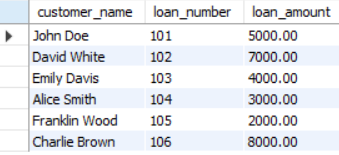 customer_name loan_number loan_amount
John Doe 101 5000.00
David White 102 7000.00
Emily Davis 103 4000.00
Alice Smith 104 3000.00
Franklin Wood 105 2000.00
Charlie Brown 106 8000.00